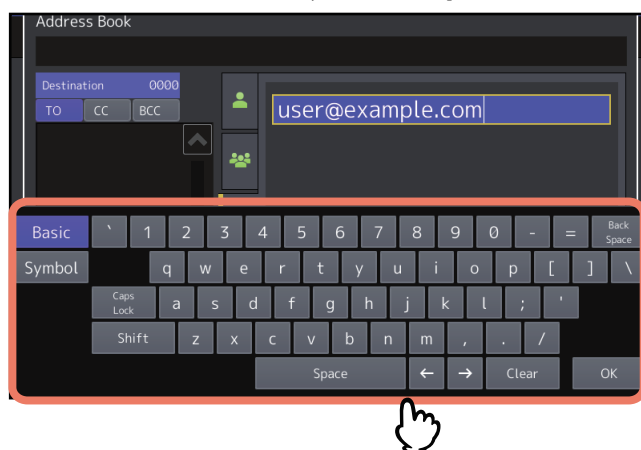 Address Book
Destination 0000
TO CC BCC
user@example.com
Basic ` 1 2 3 4 5 6 7 8 9 0 - = Back Space
Symbol q w e r t y u i o p [ ] \
Caps Lock a s d f g h j k l ; '
Shift z x c v b n m , . /
Space ← → Clear OK